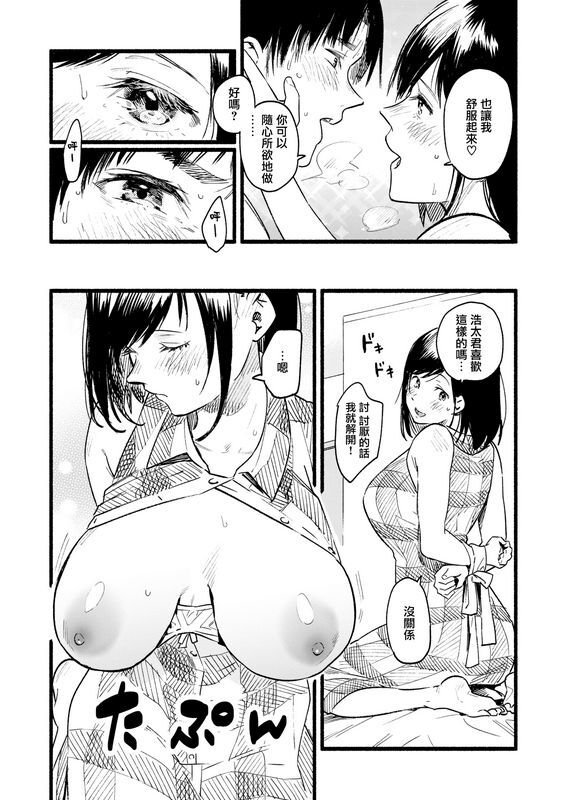 也讓我
舒服起來♡
你可以
隨心所欲地做
……
好嗎？
呼ー
呼ー
浩太君喜歡
這樣的嗎…
ドキ
ドキ
討 討厭的話
我就解開！
沒關係
…嗯
たぷん